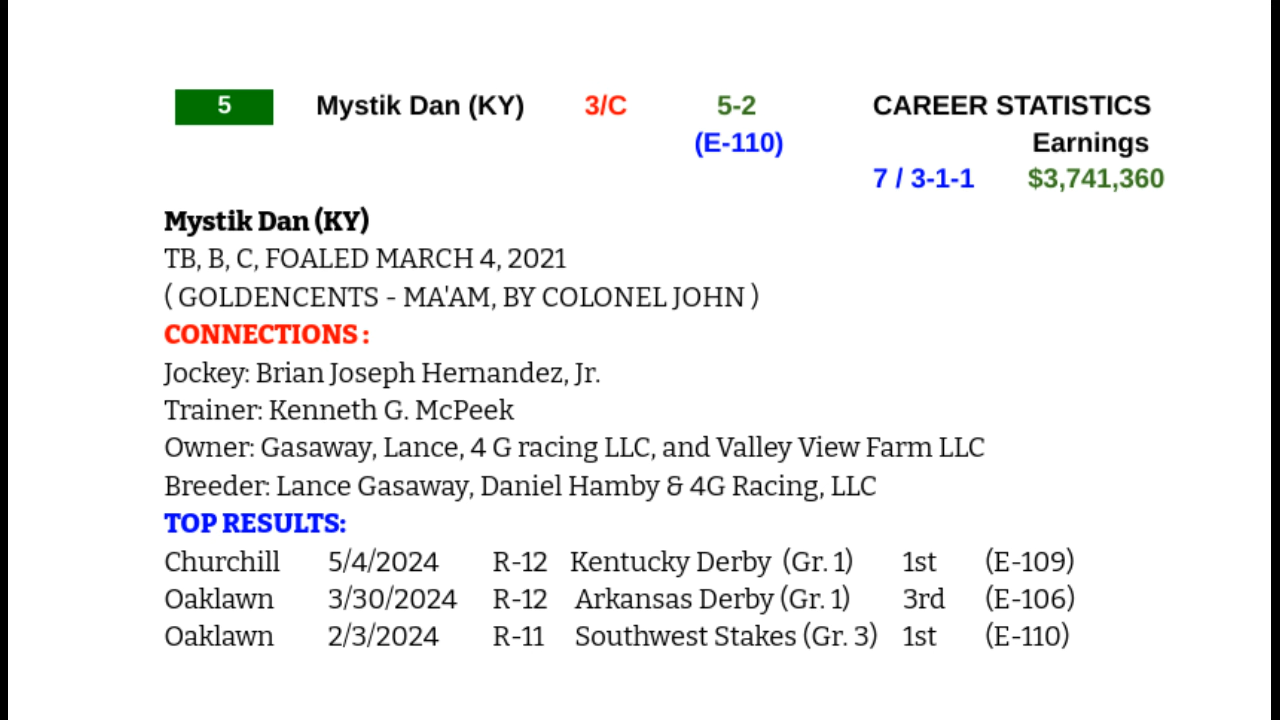 5 Mystik Dan (KY) 3/C 5-2 CAREER STATISTICS
(E-110) Earnings
7 / 3-1-1 $3,741,360
Mystik Dan (KY)
TB, B, C, FOALED MARCH 4, 2021
( GOLDENCENTS - MA'AM, BY COLONEL JOHN )
CONNECTIONS :
Jockey: Brian Joseph Hernandez, Jr.
Trainer: Kenneth G. McPeek
Owner: Gasaway, Lance, 4 G racing LLC, and Valley View Farm LLC
Breeder: Lance Gasaway, Daniel Hamby & 4G Racing, LLC
TOP RESULTS:
Churchill 5/4/2024 R-12 Kentucky Derby (Gr. 1) 1st (E-109)
Oaklawn 3/30/2024 R-12 Arkansas Derby (Gr. 1) 3rd (E-106)
Oaklawn 2/3/2024 R-11 Southwest Stakes (Gr. 3) 1st (E-110)